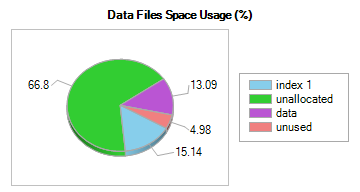 Data Files Space Usage (%)
66.8
13.09
4.98
15.14
index 1
unallocated
data
unused